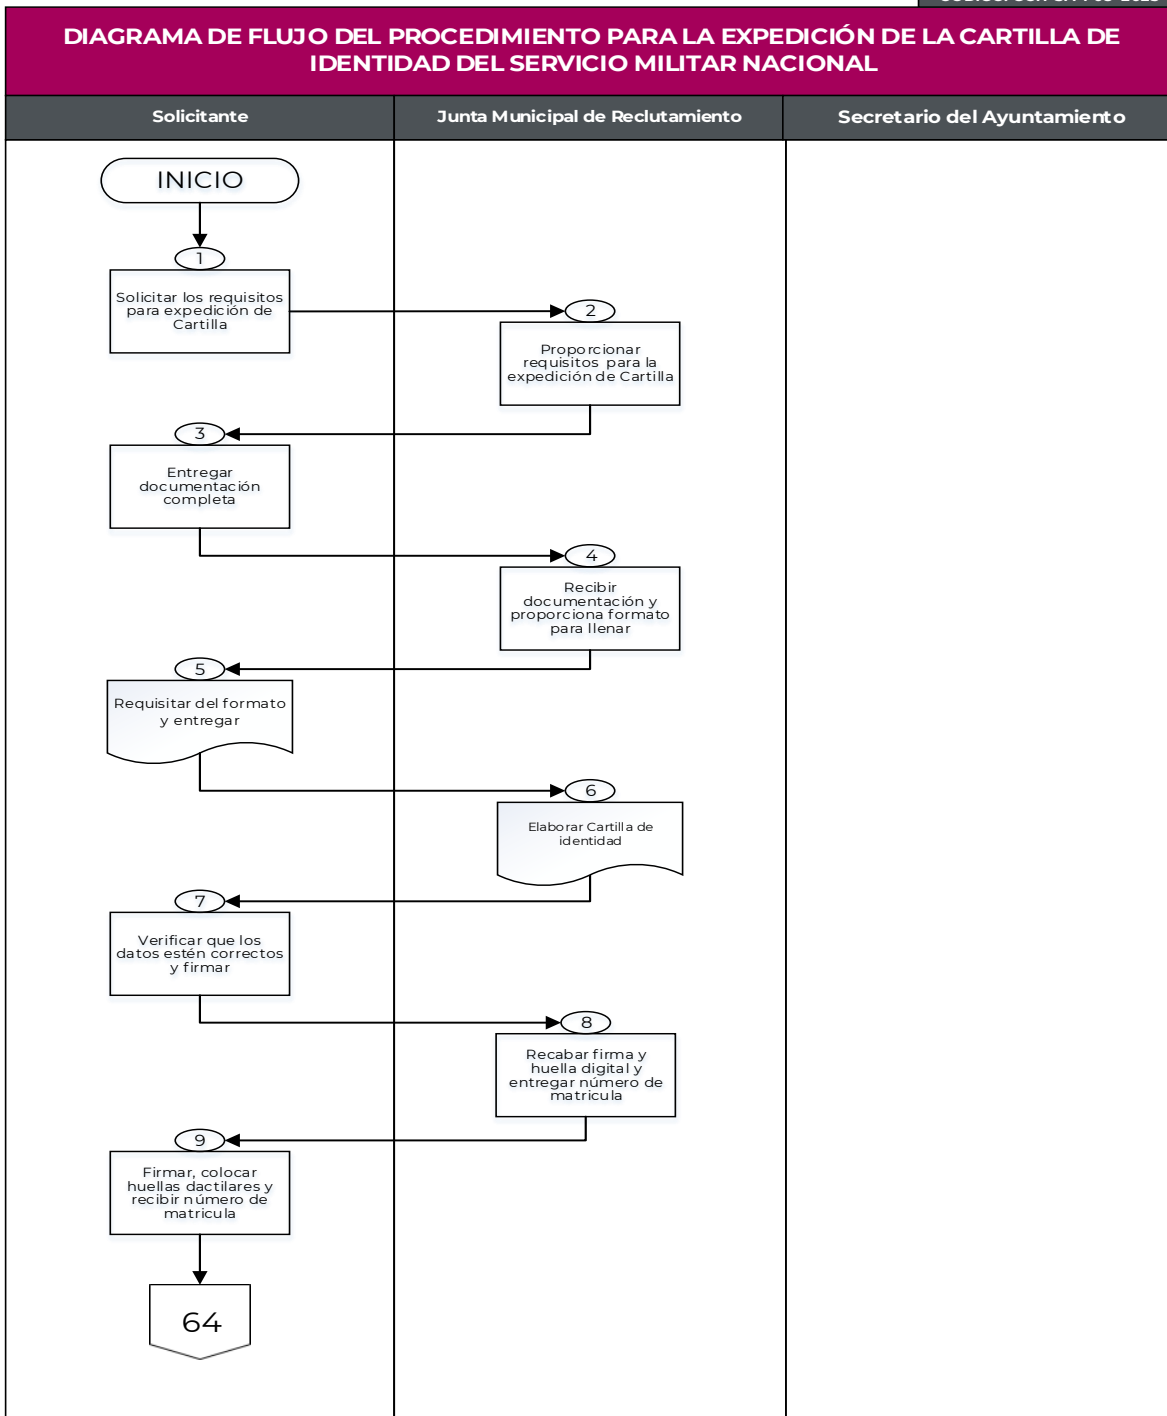 DIAGRAMA DE FLUJO DEL PROCEDIMIENTO PARA LA EXPEDICIÓN DE LA CARTILLA DE
IDENTIDAD DEL SERVICIO MILITAR NACIONAL
Solicitante
Junta Municipal de Reclutamiento
Secretario del Ayuntamiento
INICIO
1
Solicitar los requisitos
para expedición de
Cartilla
2
Proporcionar
requisitos para la
expedición de Cartilla
3
Entregar
documentación
completa
4
Recibir
documentación y
proporciona formato
para llenar
5
Requisitar del formato
y entregar
6
Elaborar Cartilla de
identidad
7
Verificar que los
datos estén correctos
y firmar
8
Recabar firma y
huella digital y
entregar número de
matricula
9
Firmar, colocar
huellas dactilares y
recibir número de
matricula
64